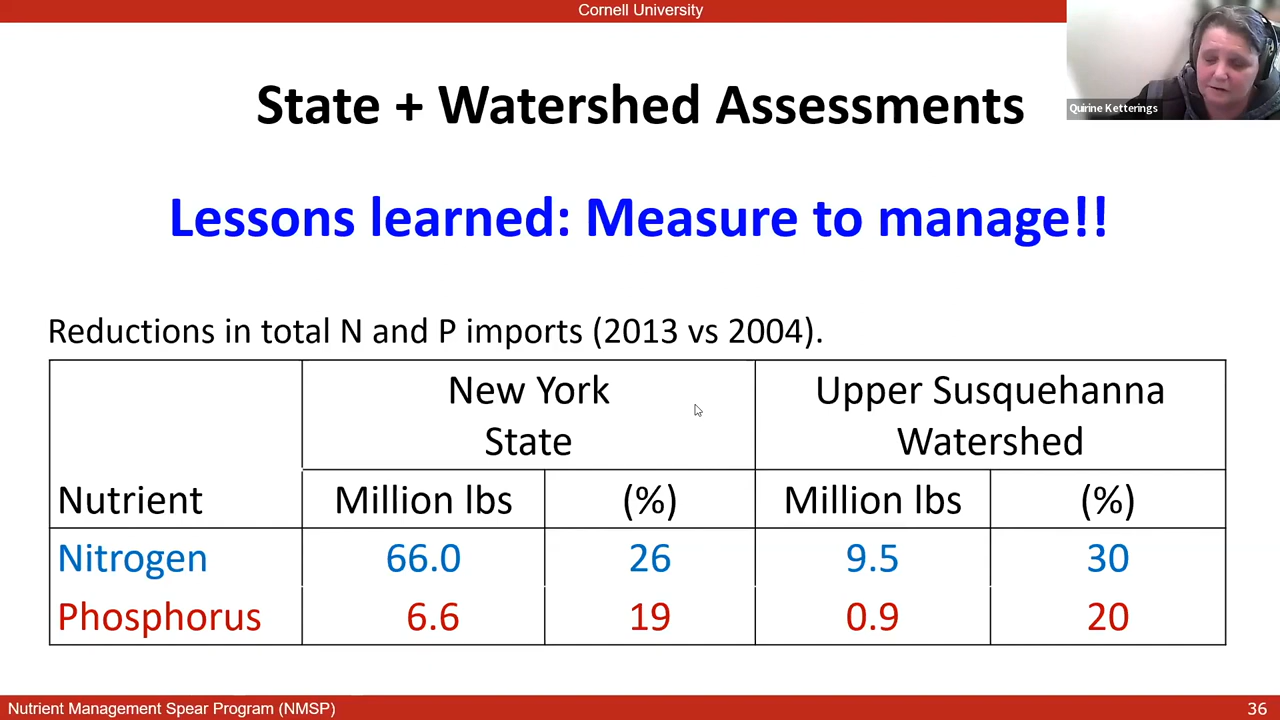 Cornell University
Quirine Ketterings
State + Watershed Assessments
Lessons learned: Measure to manage!!
Reductions in total N and P imports (2013 vs 2004).
New York State
Upper Susquehanna Watershed
Nutrient
Million lbs
(%)
Million lbs
(%)
Nitrogen
66.0
26
9.5
30
Phosphorus
6.6
19
0.9
20
Nutrient Management Spear Program (NMSP)
36